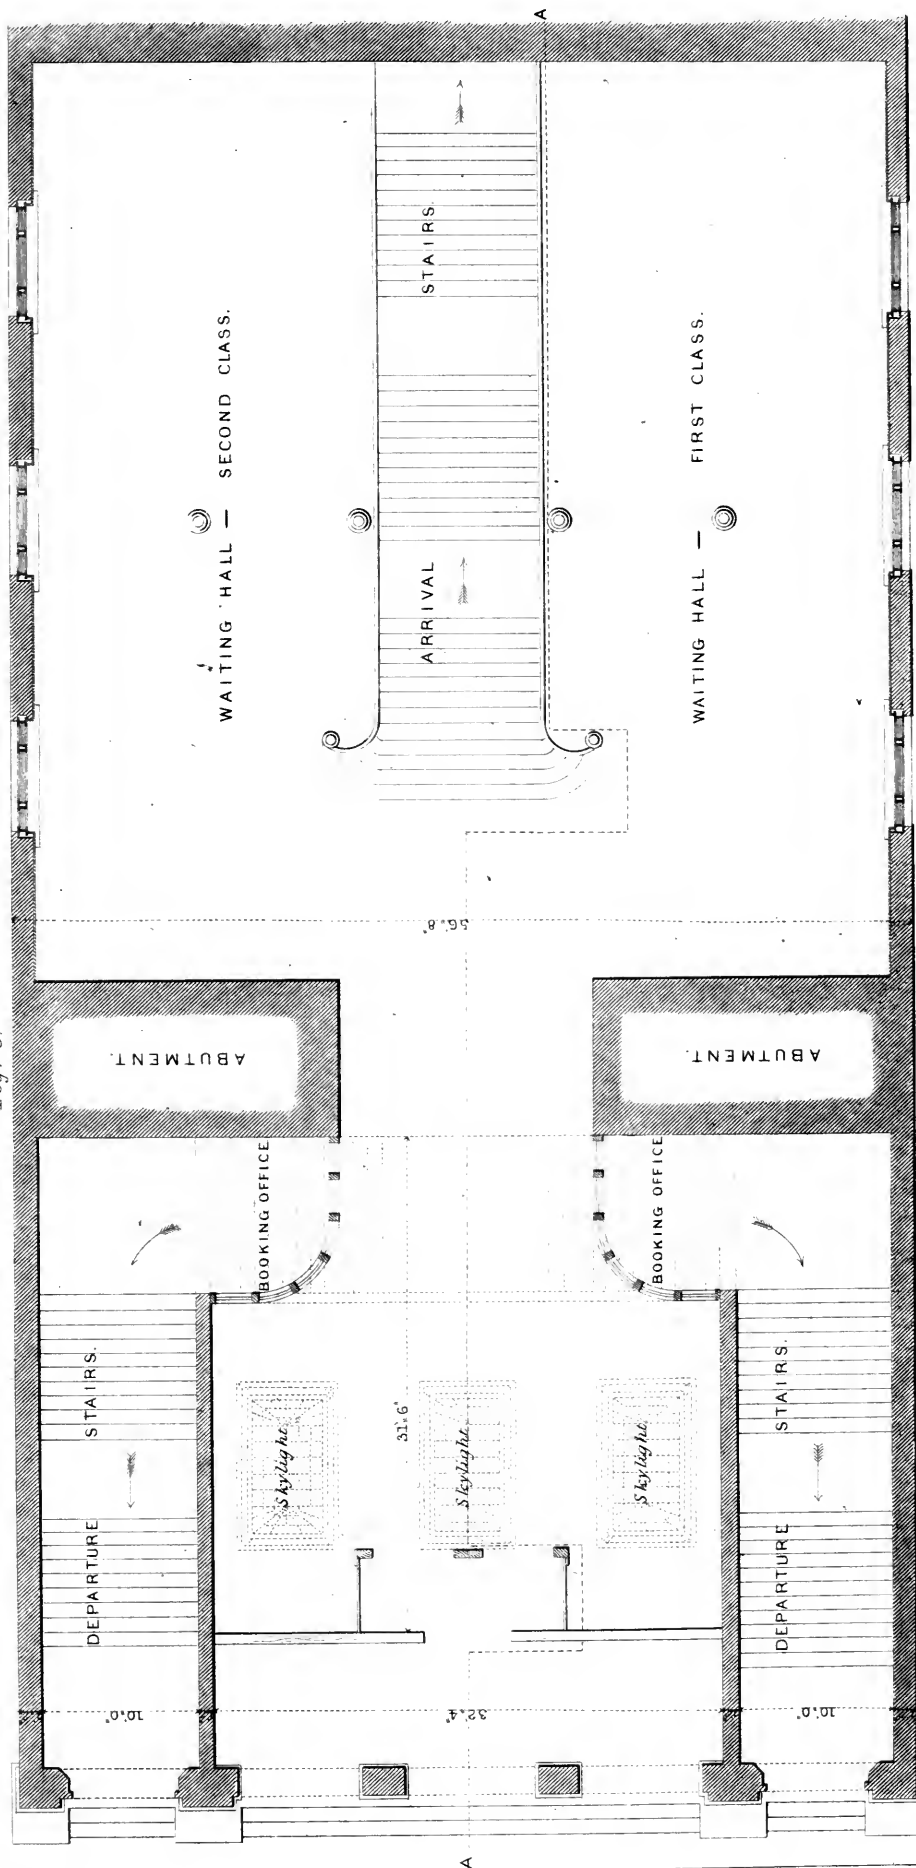 A
STAIRS.
WAITING HALL — SECOND CLASS.
WAITING HALL — FIRST CLASS.
ARRIVAL
56'.8"
ABUTMENT.
ABUTMENT.
BOOKING OFFICE
BOOKING OFFICE
STAIRS.
STAIRS.
Skylight.
Skylight.
Skylight.
31'.6"
DEPARTURE
DEPARTURE
10'.0"
32'.4"
10'.0"
A